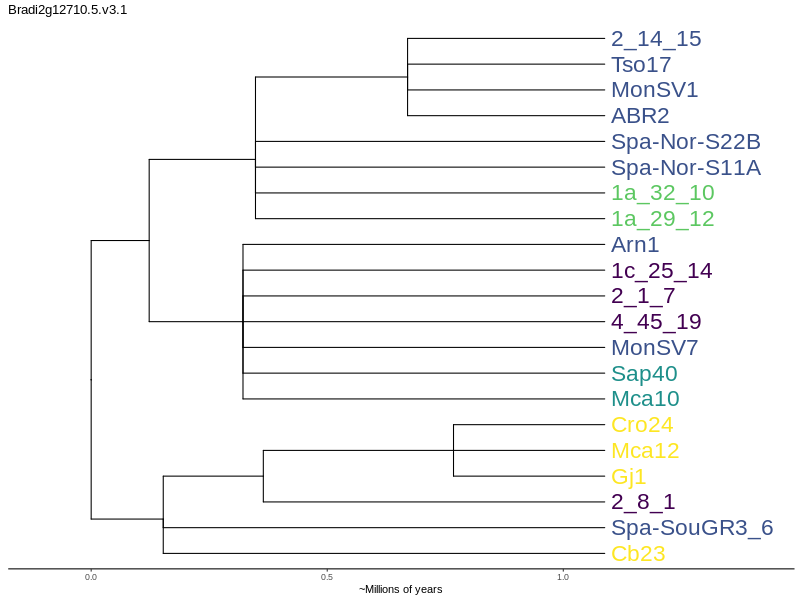 Bradi2g12710.5.v3.1
2_14_15
Tso17
MonSV1
ABR2
Spa-Nor-S22B
Spa-Nor-S11A
1a_32_10
1a_29_12
Arn1
1c_25_14
2_1_7
4_45_19
MonSV7
Sap40
Mca10
Cro24
Mca12
Gj1
2_8_1
Spa-SouGR3_6
Cb23
0.0 0.5 1.0
~Millions of years